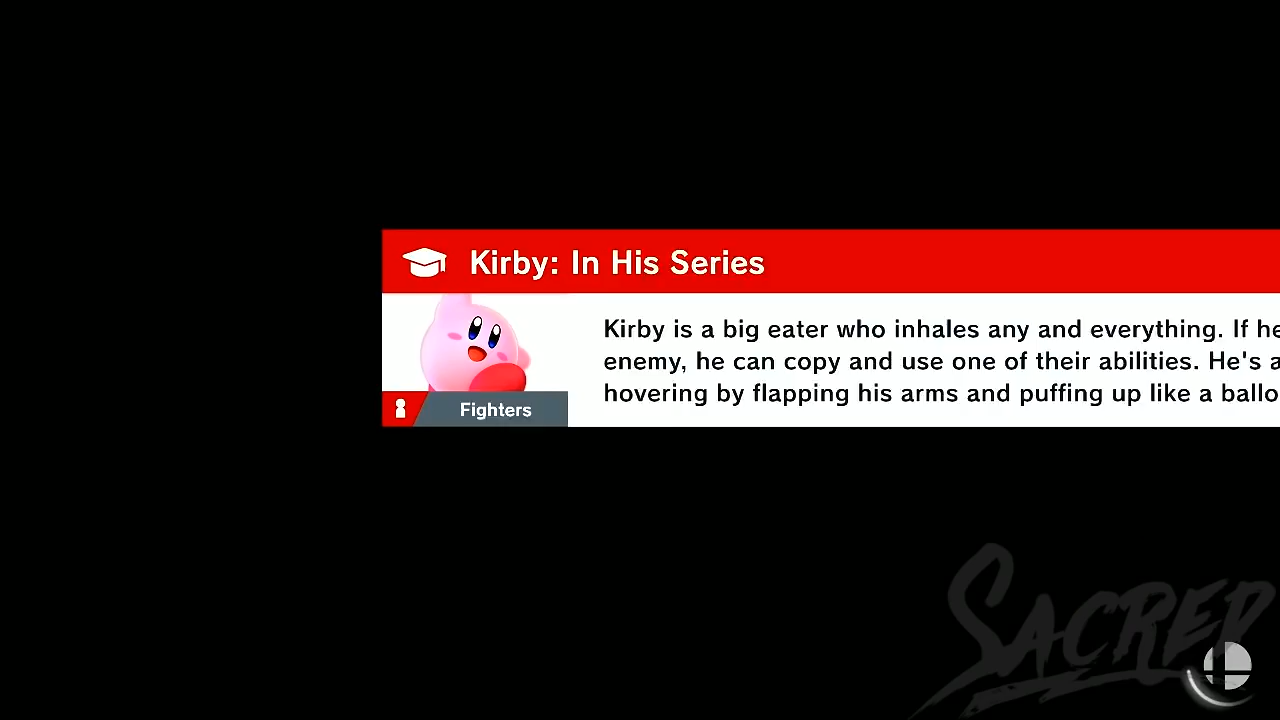 Kirby: In His Series
Kirby is a big eater who inhales any and everything. If he
enemy, he can copy and use one of their abilities. He's a
hovering by flapping his arms and puffing up like a ballo
Fighters
SACRED